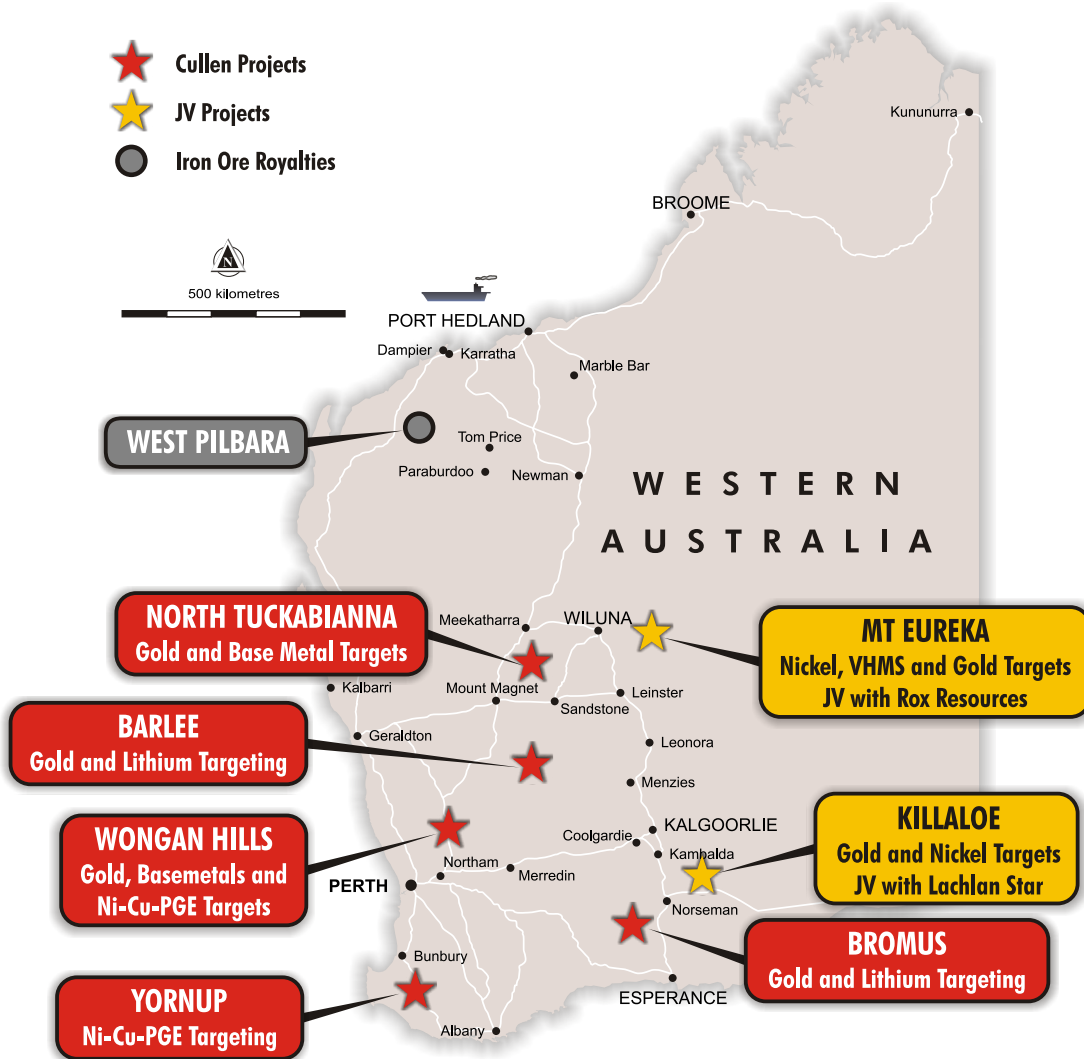 Cullen Projects
JV Projects
Iron Ore Royalties
N
500 kilometres
Kununurra
BROOME
PORT HEDLAND
Dampier
Karratha
Marble Bar
WEST PILBARA
Tom Price
Paraburdoo
Newman
WESTERN
AUSTRALIA
NORTH TUCKABIANNA
Gold and Base Metal Targets
Meekatharra
WILUNA
MT EUREKA
Nickel, VHMS and Gold Targets
JV with Rox Resources
Kalbarri
Mount Magnet
Sandstone
Leinster
BARLEE
Gold and Lithium Targeting
Geraldton
Leonora
Menzies
WONGAN HILLS
Gold, Basemetals and
Ni-Cu-PGE Targets
Coolgardie
KALGOORLIE
Kambalda
KILLALOE
Gold and Nickel Targets
JV with Lachlan Star
Northam
Merredin
PERTH
Norseman
BROMUS
Gold and Lithium Targeting
Bunbury
YORNUP
Ni-Cu-PGE Targeting
ESPERANCE
Albany